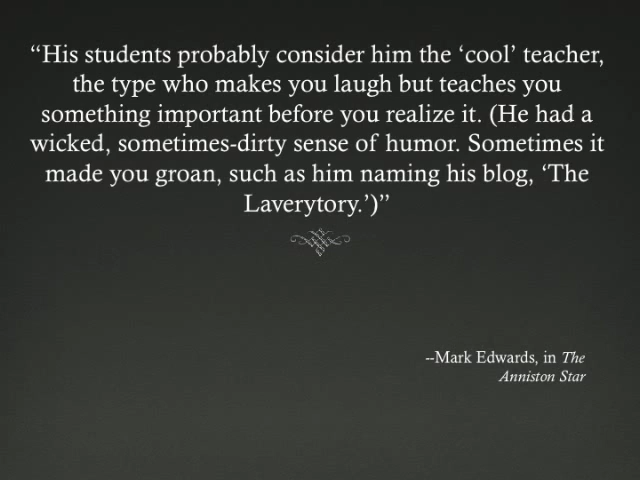 “His students probably consider him the ‘cool’ teacher,
the type who makes you laugh but teaches you
something important before you realize it. (He had a
wicked, sometimes-dirty sense of humor. Sometimes it
made you groan, such as him naming his blog, ‘The
Laverytory.’)”
--Mark Edwards, in The
Anniston Star